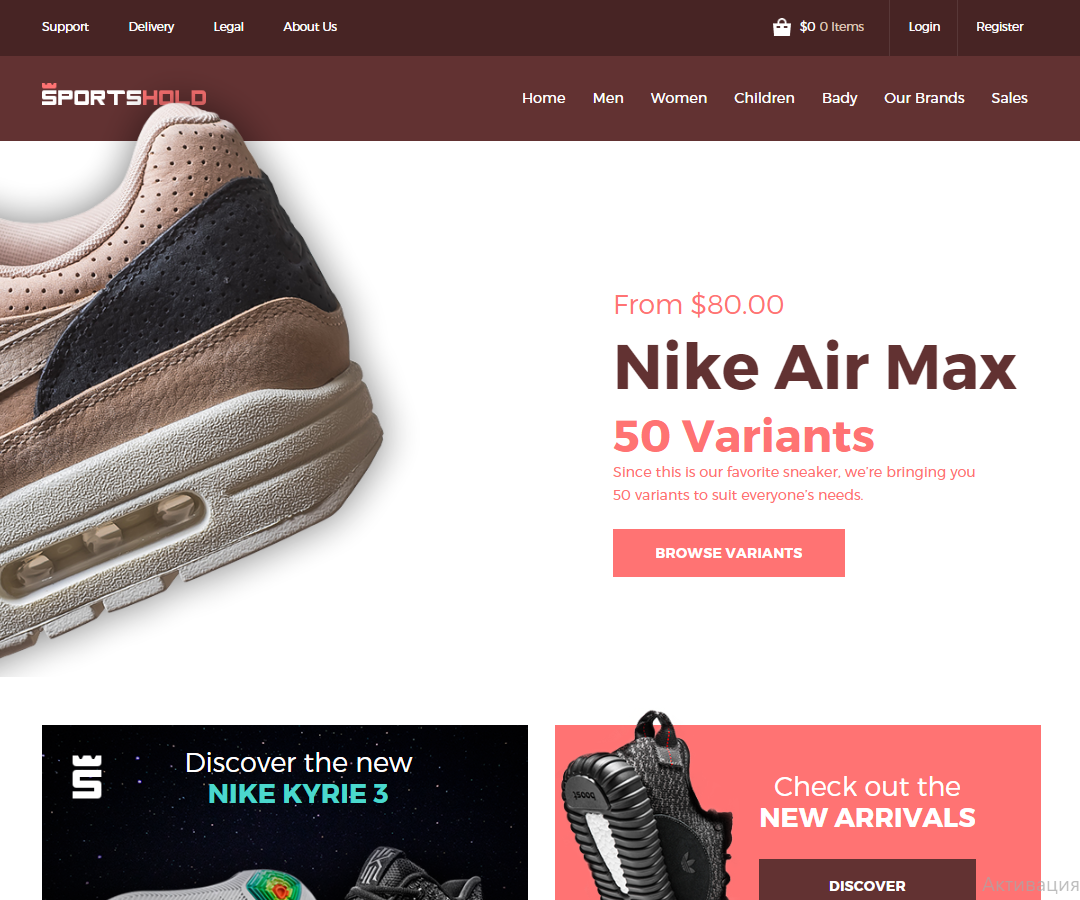 Support Delivery Legal About Us $0 0 Items Login Register
SPORTSHOLD
Home Men Women Children Bady Our Brands Sales
From $80.00
Nike Air Max
50 Variants
Since this is our favorite sneaker, we’re bringing you
50 variants to suit everyone’s needs.
BROWSE VARIANTS
S
Discover the new
NIKE KYRIE 3
Check out the
NEW ARRIVALS
DISCOVER
Активация